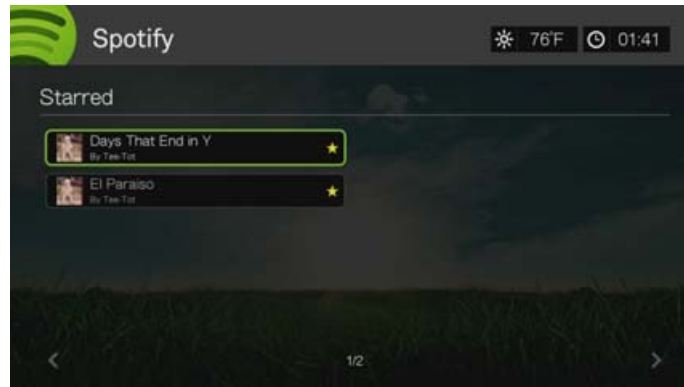 Spotify
76°F
01:41
Starred
Days That End in Y
By Tee-Tot
El Paraiso
By Tee-Tot
1/2